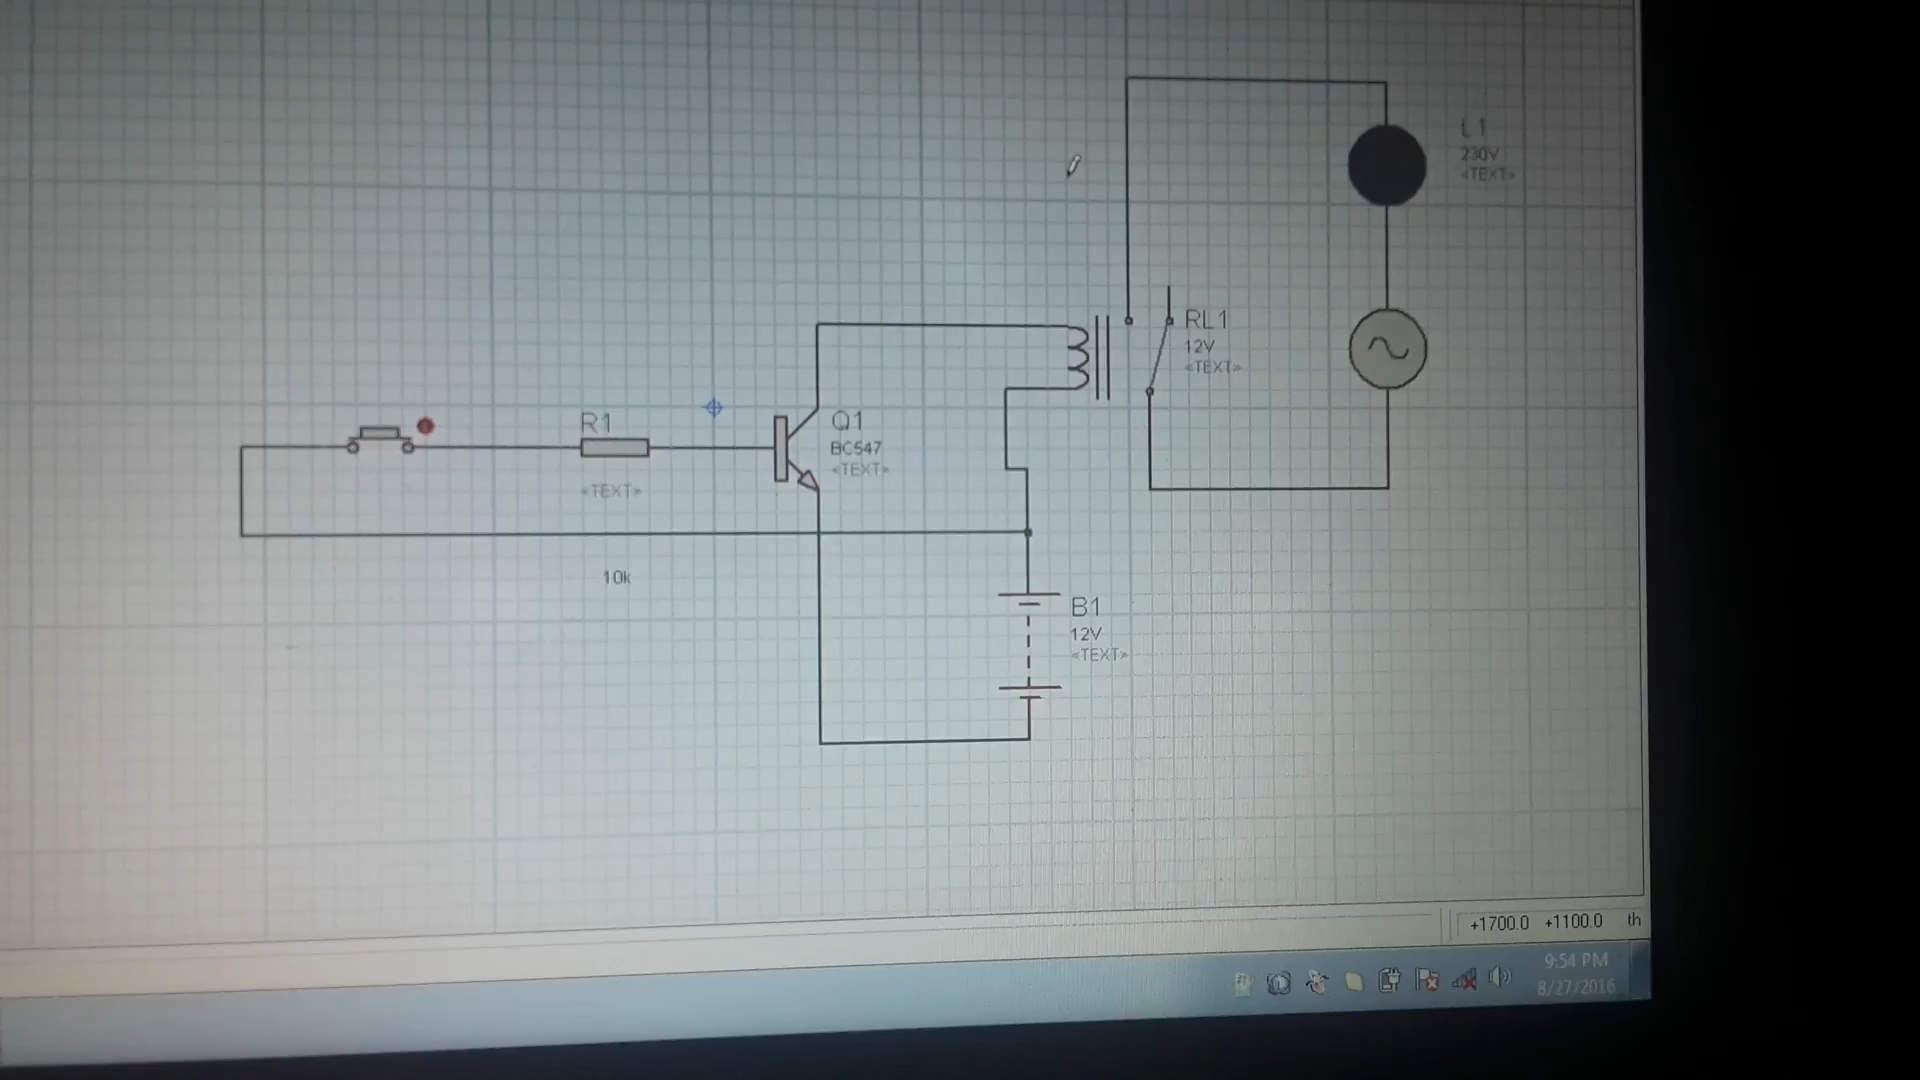 L1
230V
<TEXT>
RL1
12V
<TEXT>
R1
<TEXT>
10k
Q1
BC547
<TEXT>
B1
12V
<TEXT>
+1700.0 +1100.0 th
9:54 PM
8/27/2016